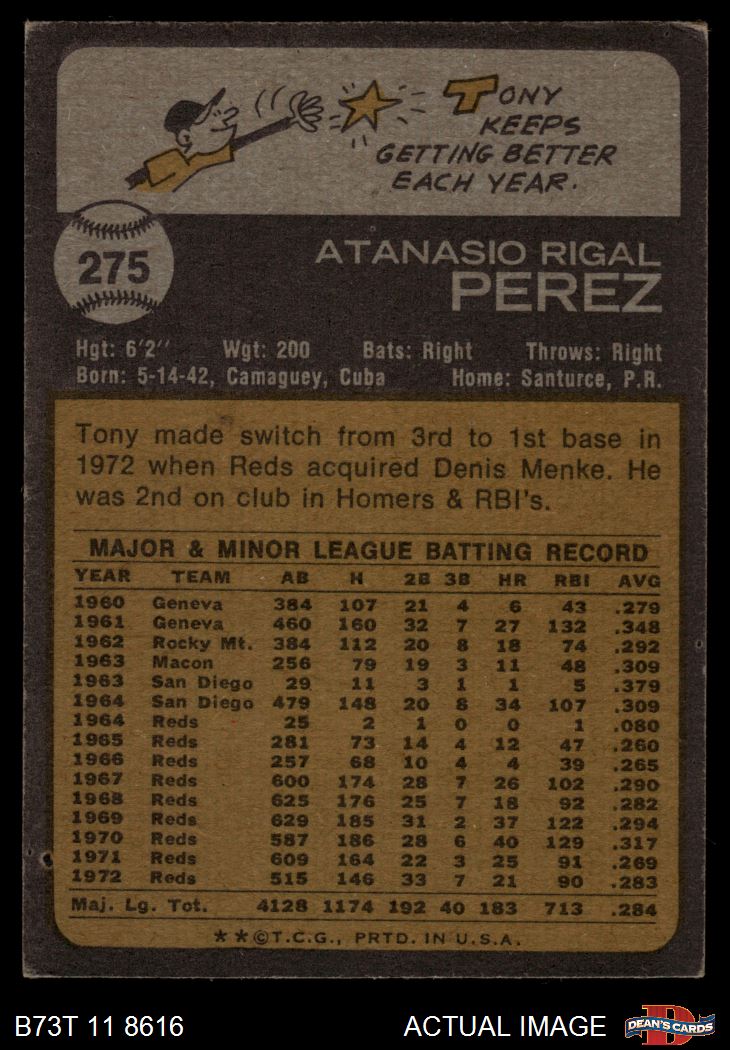 TONY
KEEPS
GETTING BETTER
EACH YEAR.
275
ATANASIO RIGAL
PEREZ
Hgt: 6'2" Wgt: 200 Bats: Right Throws: Right
Born: 5-14-42, Camaguey, Cuba Home: Santurce, P.R.
Tony made switch from 3rd to 1st base in
1972 when Reds acquired Denis Menke. He
was 2nd on club in Homers & RBI's.
MAJOR & MINOR LEAGUE BATTING RECORD
YEAR TEAM AB H 2B 3B HR RBI AVG
1960 Geneva 384 107 21 4 6 43 .279
1961 Geneva 460 160 32 7 27 132 .348
1962 Rocky Mt. 384 112 20 8 18 74 .292
1963 Macon 256 79 19 3 11 48 .309
1963 San Diego 29 11 3 1 1 5 .379
1964 San Diego 479 148 20 8 34 107 .309
1964 Reds 25 2 1 0 0 1 .080
1965 Reds 281 73 14 4 12 47 .260
1966 Reds 257 68 10 4 4 39 .265
1967 Reds 600 174 28 7 26 102 .290
1968 Reds 625 176 25 7 18 92 .282
1969 Reds 629 185 31 2 37 122 .294
1970 Reds 587 186 28 6 40 129 .317
1971 Reds 609 164 22 3 25 91 .269
1972 Reds 515 146 33 7 21 90 .283
Maj. Lg. Tot. 4128 1174 192 40 183 713 .284
**©T.C.G., PRTD. IN U.S.A.
B73T 11 8616 ACTUAL IMAGE
D
DEAN'S CARDS